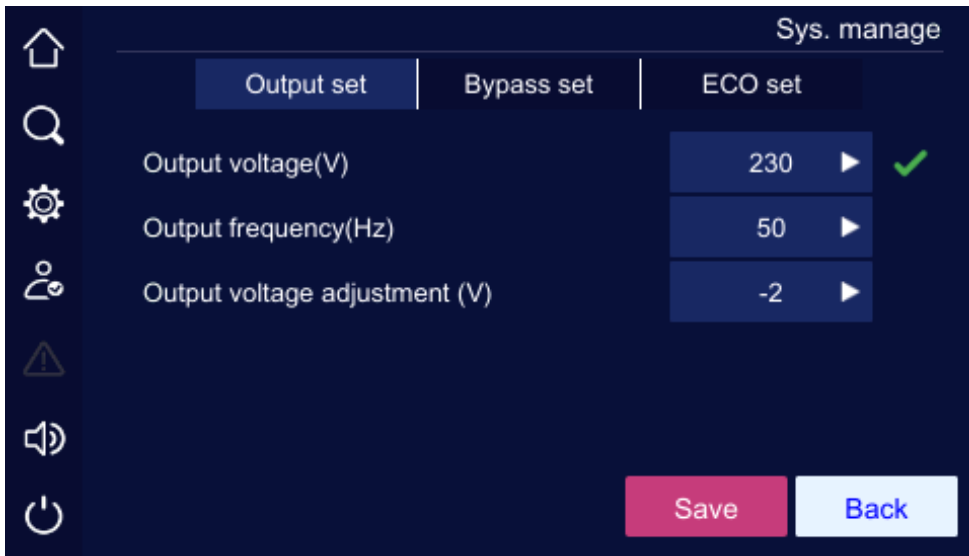 Sys. manage
Output set Bypass set ECO set
Output voltage(V) 230
Output frequency(Hz) 50
Output voltage adjustment (V) -2
Save Back